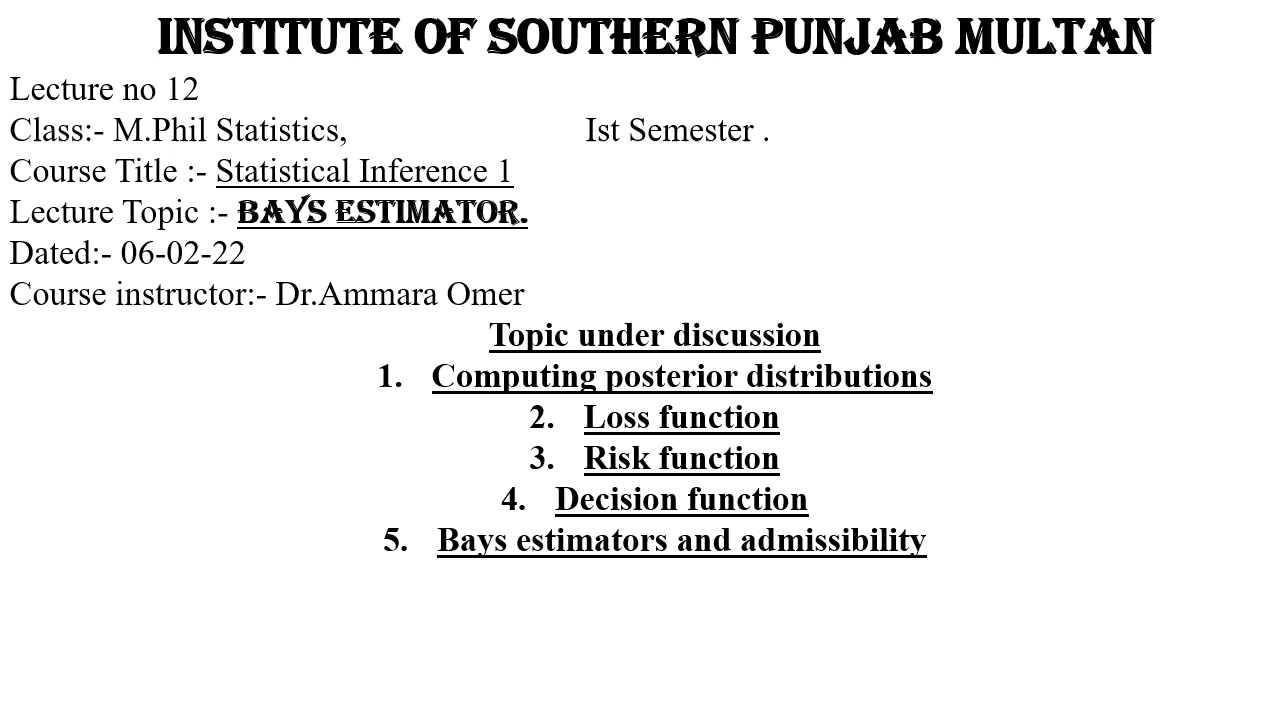 INSTITUTE OF SOUTHERN PUNJAB MULTAN
Lecture no 12
Class:- M.Phil Statistics, Ist Semester .
Course Title :- Statistical Inference 1
Lecture Topic :- BAYS ESTIMATOR.
Dated:- 06-02-22
Course instructor:- Dr.Ammara Omer
Topic under discussion
1. Computing posterior distributions
2. Loss function
3. Risk function
4. Decision function
5. Bays estimators and admissibility